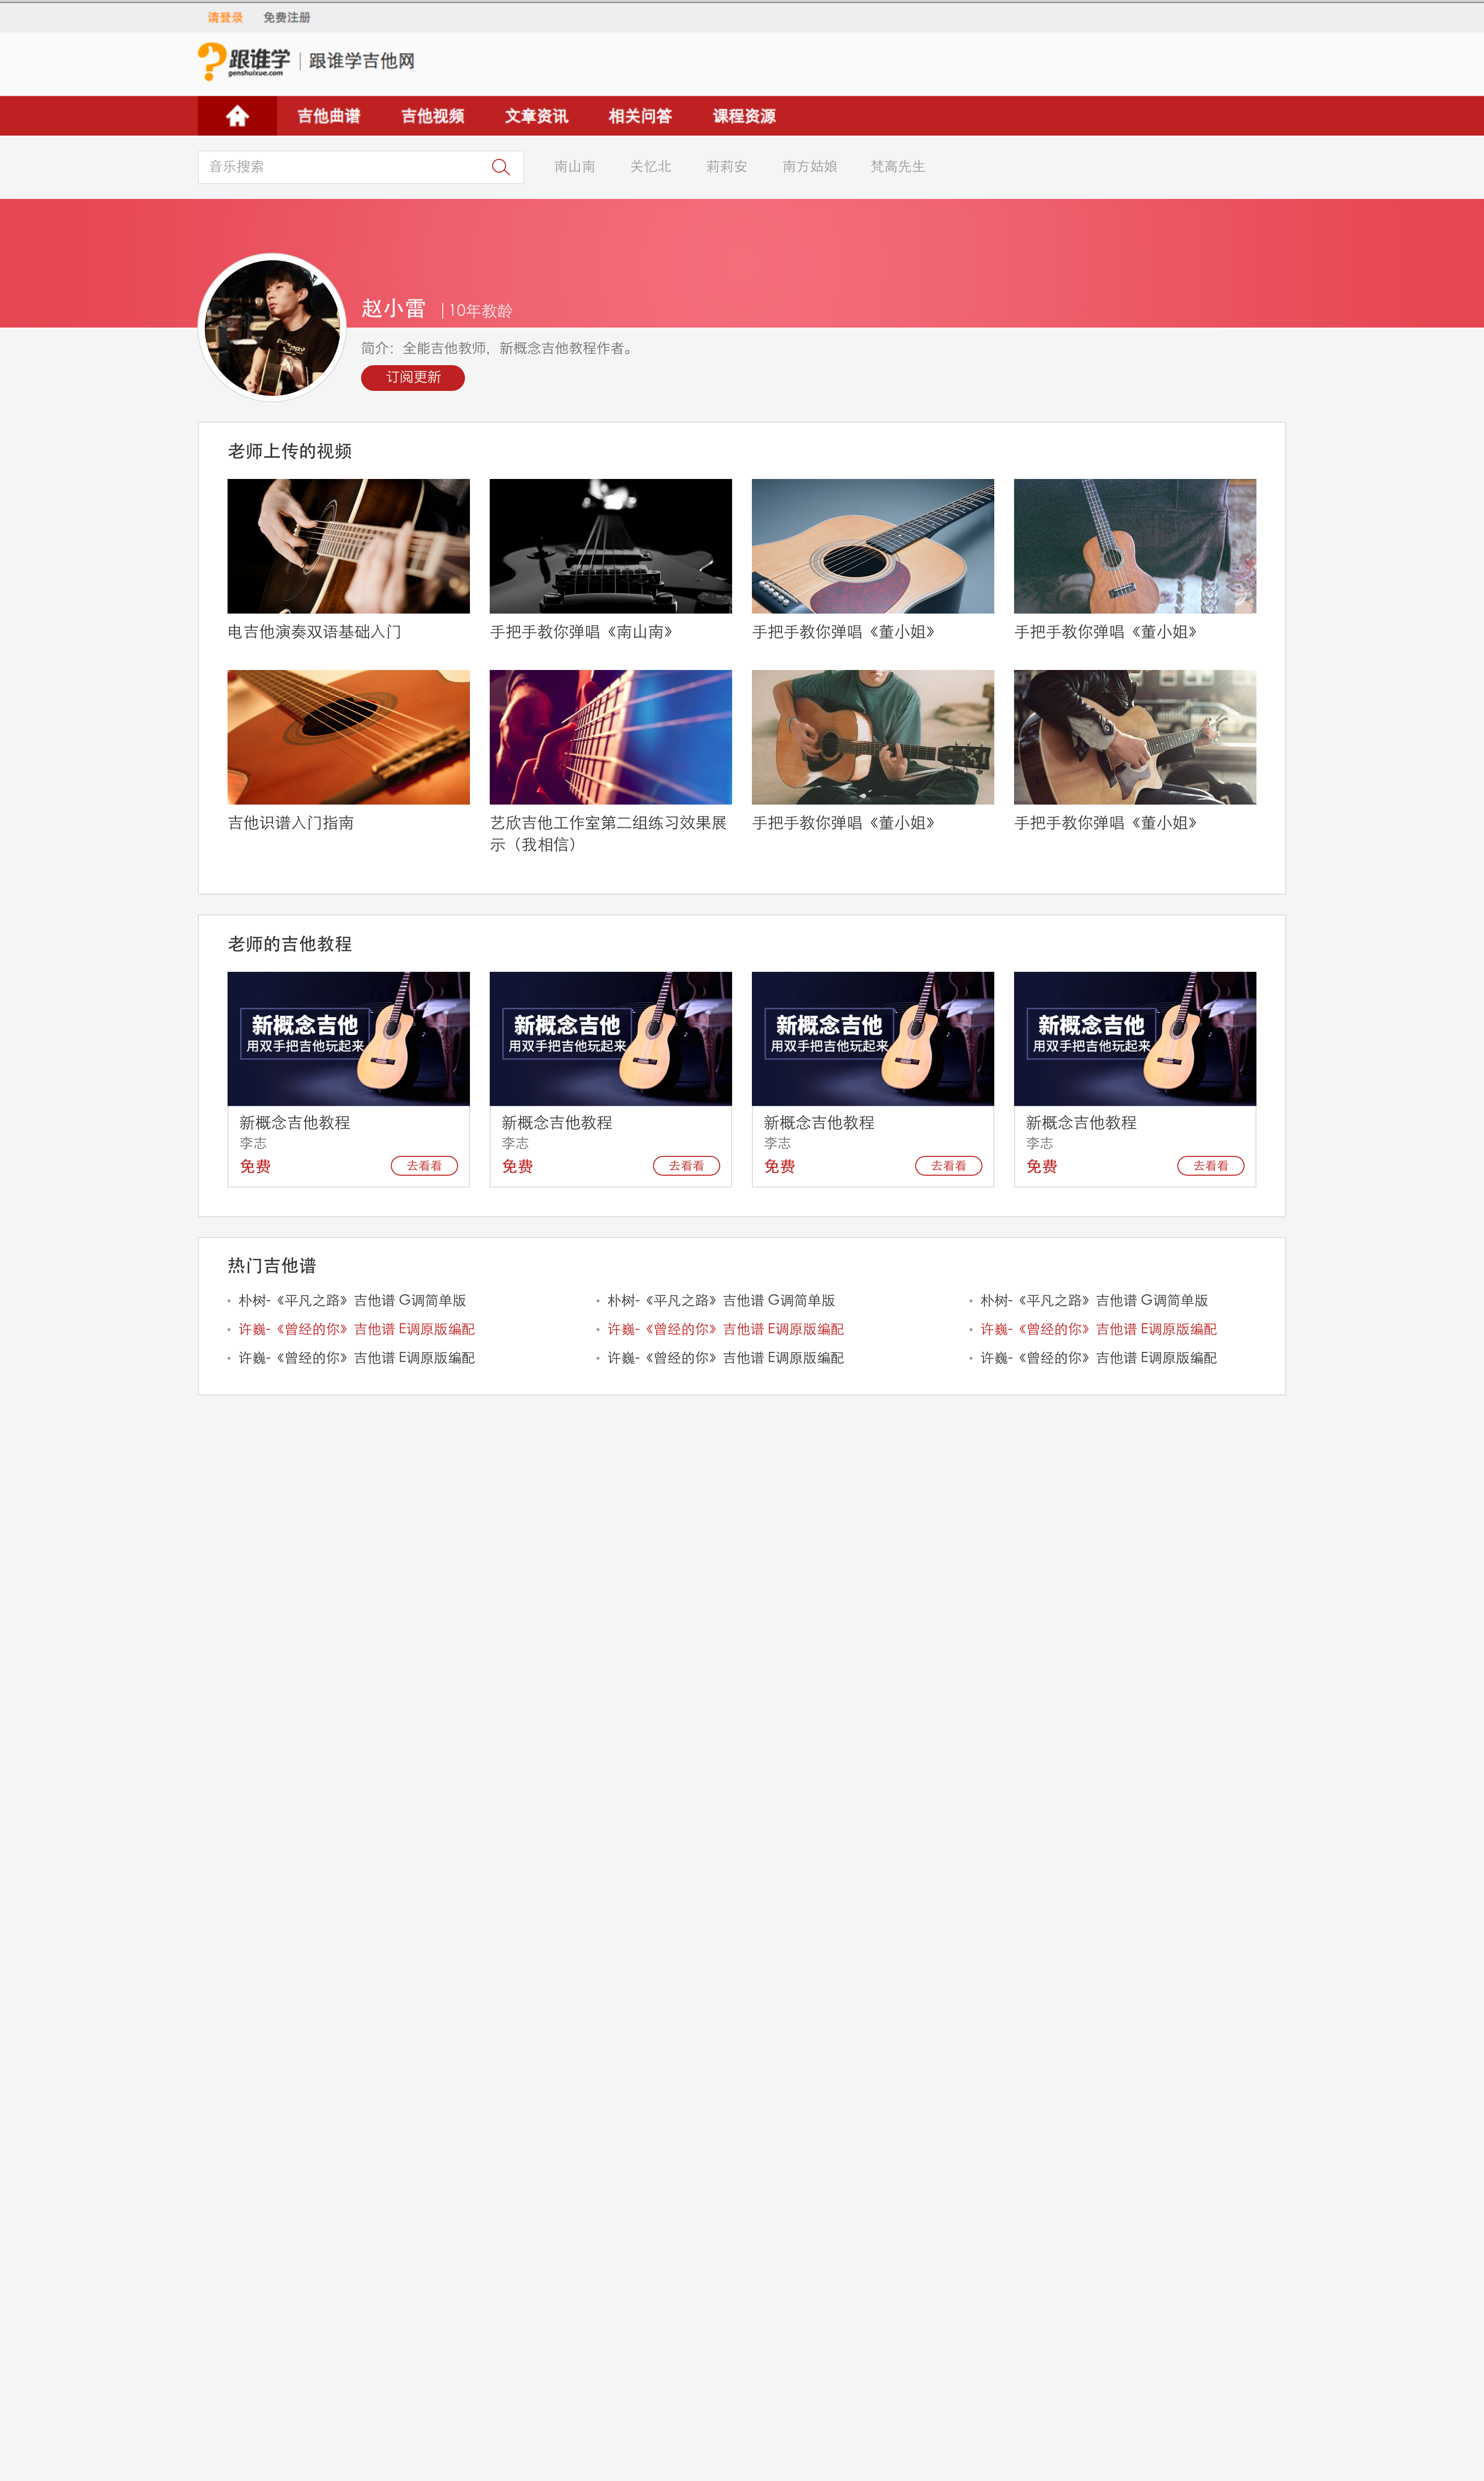 请登录 免费注册
跟谁学 genshuixue.com 跟谁学吉他网
吉他曲谱 吉他视频 文章资讯 相关问答 课程资源
音乐搜索 南山南 关忆北 莉莉安 南方姑娘 梵高先生
赵小雷 | 10年教龄
简介：全能吉他教师，新概念吉他教程作者。
订阅更新
老师上传的视频
电吉他演奏双语基础入门
手把手教你弹唱《南山南》
手把手教你弹唱《董小姐》
手把手教你弹唱《董小姐》
吉他识谱入门指南
艺欣吉他工作室第二组练习效果展
示（我相信）
手把手教你弹唱《董小姐》
手把手教你弹唱《董小姐》
老师的吉他教程
新概念吉他
用双手把吉他玩起来
新概念吉他教程
李志
免费 去看看
新概念吉他
用双手把吉他玩起来
新概念吉他教程
李志
免费 去看看
新概念吉他
用双手把吉他玩起来
新概念吉他教程
李志
免费 去看看
新概念吉他
用双手把吉他玩起来
新概念吉他教程
李志
免费 去看看
热门吉他谱
朴树-《平凡之路》吉他谱 G调简单版
许巍-《曾经的你》吉他谱 E调原版编配
许巍-《曾经的你》吉他谱 E调原版编配
朴树-《平凡之路》吉他谱 G调简单版
许巍-《曾经的你》吉他谱 E调原版编配
许巍-《曾经的你》吉他谱 E调原版编配
朴树-《平凡之路》吉他谱 G调简单版
许巍-《曾经的你》吉他谱 E调原版编配
许巍-《曾经的你》吉他谱 E调原版编配